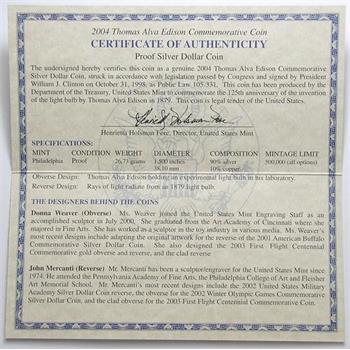 2004 Thomas Alva Edison Commemorative Coin
CERTIFICATE OF AUTHENTICITY
Proof Silver Dollar Coin
The undersigned hereby certifies that this coin is a genuine 2004 Thomas Alva Edison Commemorative
Silver Dollar Coin, struck in accordance with legislation passed by Congress and signed by President
William J. Clinton on October 31, 1998, as Public Law 105-331. This coin has been produced by the
Department of the Treasury, United States Mint to commemorate the 125th anniversary of the invention
of the light bulb by Thomas Edison in 1879. This coin is legal tender of the United States.
Henrietta Holsman Fore, Director, United States Mint
SPECIFICATIONS:
MINT CONDITION WEIGHT DIAMETER COMPOSITION MINTAGE LIMIT
Philadelphia Proof 26.73 grams 1.500 inches 90% silver 500,000 (all options)
38.10 mm 10% copper
Obverse Design: Thomas Alva Edison holding an experimental light bulb in his laboratory.
Reverse Design: Rays of light radiate from an 1879 light bulb.
THE DESIGNERS BEHIND THE COINS
Donna Weaver (Obverse) Ms. Weaver joined the United States Mint Engraving Staff as an
accomplished sculptor in July 2000. She graduated from the Art Academy of Cincinnati where she
majored in Fine Arts. She has worked as a sculptor in the toy industry in various media. Ms. Weaver's
most recent designs include adapting the original artwork for the reverse of the 2001 American Buffalo
Commemorative Silver Dollar Coin. She also designed the 2003 First Flight Centennial
Commemorative gold obverse and reverse, and the clad reverse
John Mercanti (Reverse) Mr. Mercanti has been a sculptor/engraver for the United States Mint since
1974. He attended the Pennsylvania Academy of Fine Arts, the Philadelphia College of Art and Fleisher
Art Memorial School. Mr. Mercanti's most recent designs include the 2002 United States Military
Academy Silver Dollar Coin reverse, the obverse to the 2002 Winter Olympic Games Commemorative
Silver Dollar Coin, and the clad obverse for the 2003 First Flight Centennial Commemorative Coin.